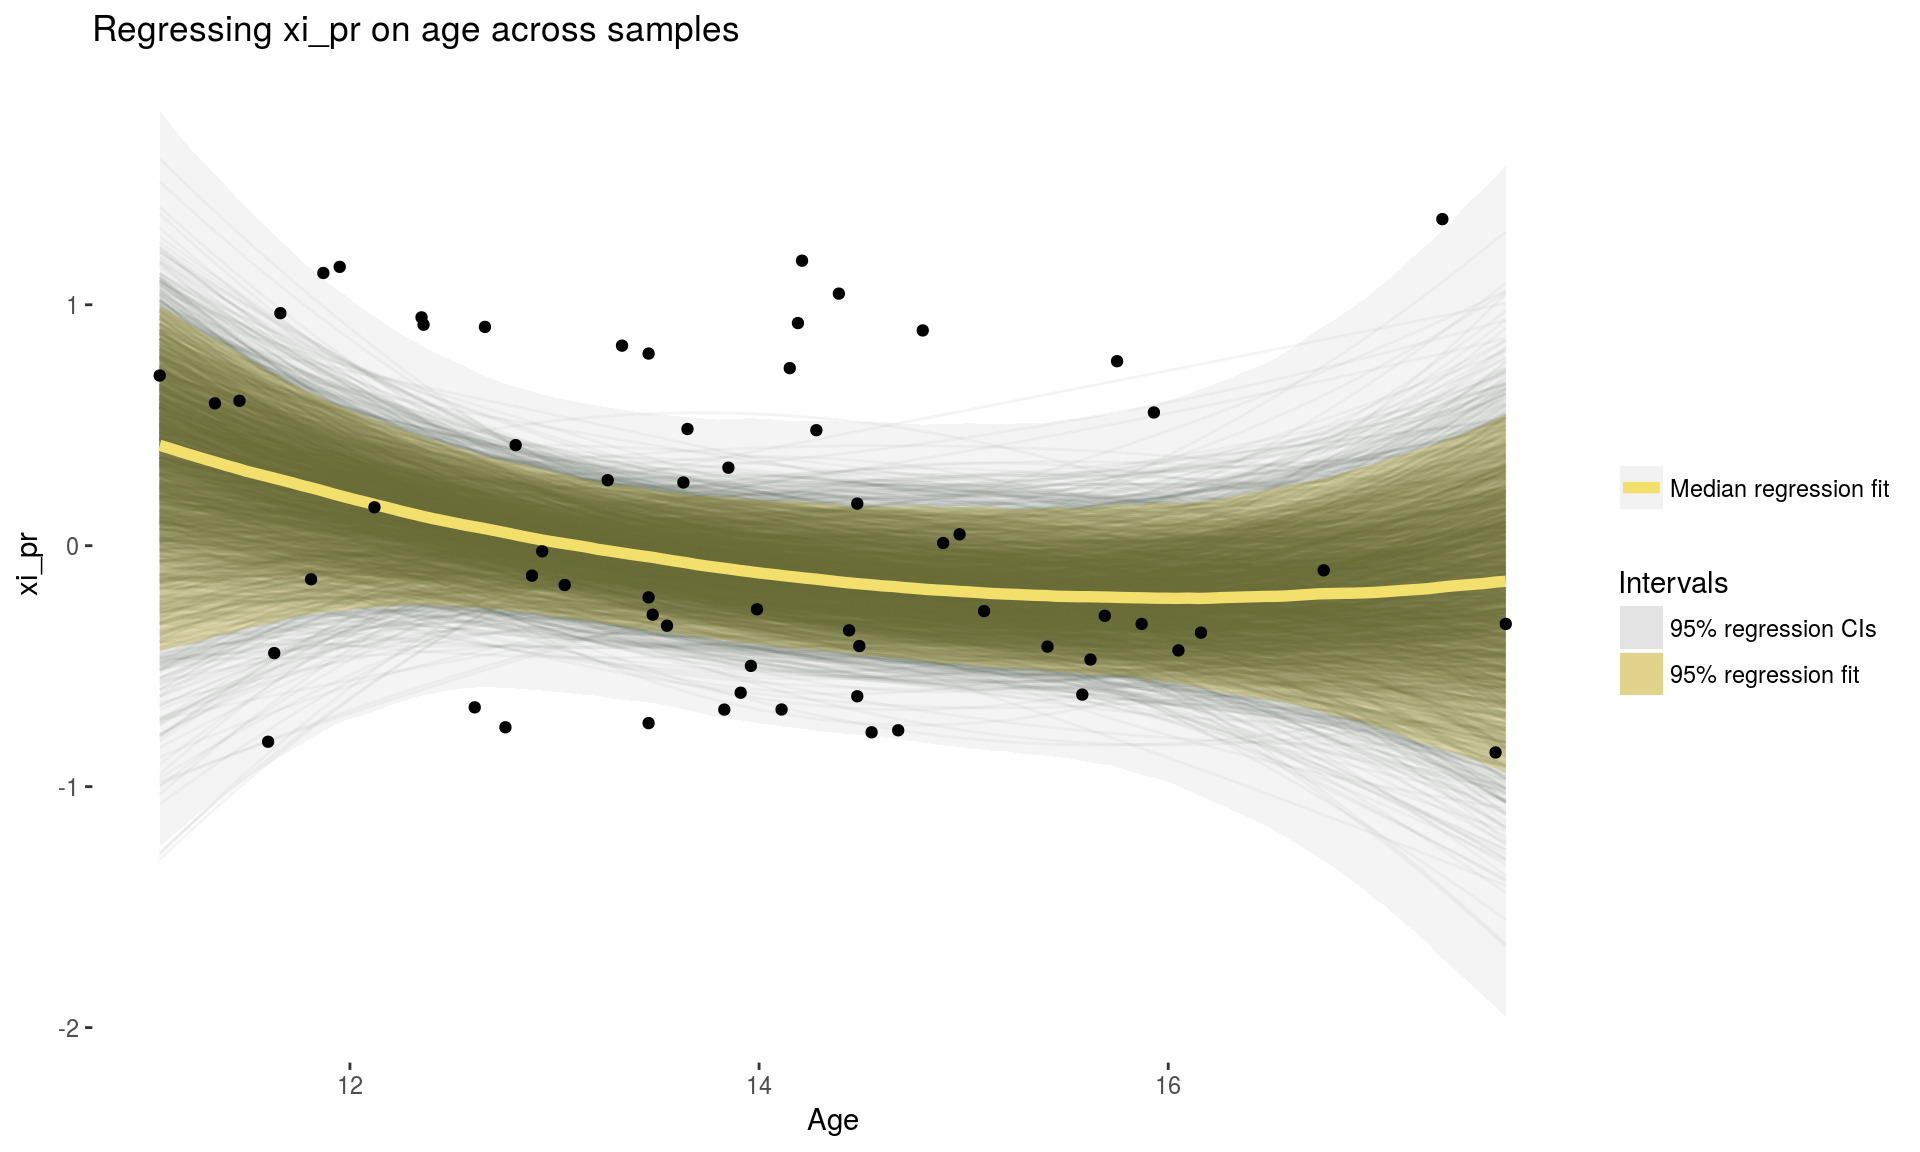 Regressing xi_pr on age across samples
xi_pr
1
0
-1
-2
12
14
16
Age
Median regression fit
Intervals
95% regression CIs
95% regression fit